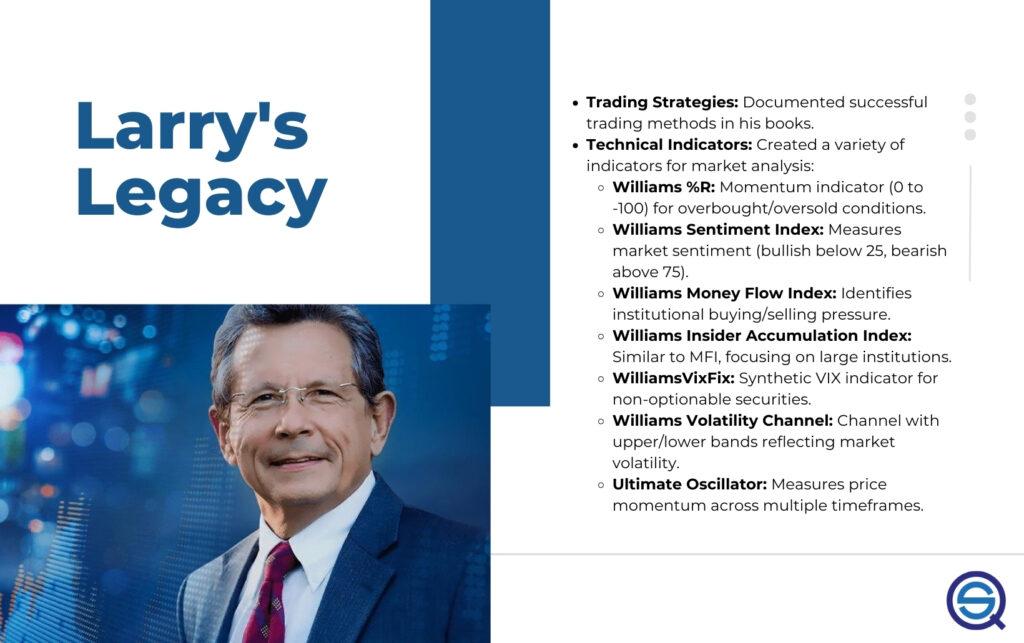 Larry's
Legacy
• Trading Strategies: Documented successful
trading methods in his books.
• Technical Indicators: Created a variety of
indicators for market analysis:
◦ Williams %R: Momentum indicator (0 to
-100) for overbought/oversold conditions.
◦ Williams Sentiment Index: Measures
market sentiment (bullish below 25, bearish
above 75).
◦ Williams Money Flow Index: Identifies
institutional buying/selling pressure.
◦ Williams Insider Accumulation Index:
Similar to MFI, focusing on large institutions.
◦ WilliamsVixFix: Synthetic VIX indicator for
non-optionable securities.
◦ Williams Volatility Channel: Channel with
upper/lower bands reflecting market
volatility.
◦ Ultimate Oscillator: Measures price
momentum across multiple timeframes.